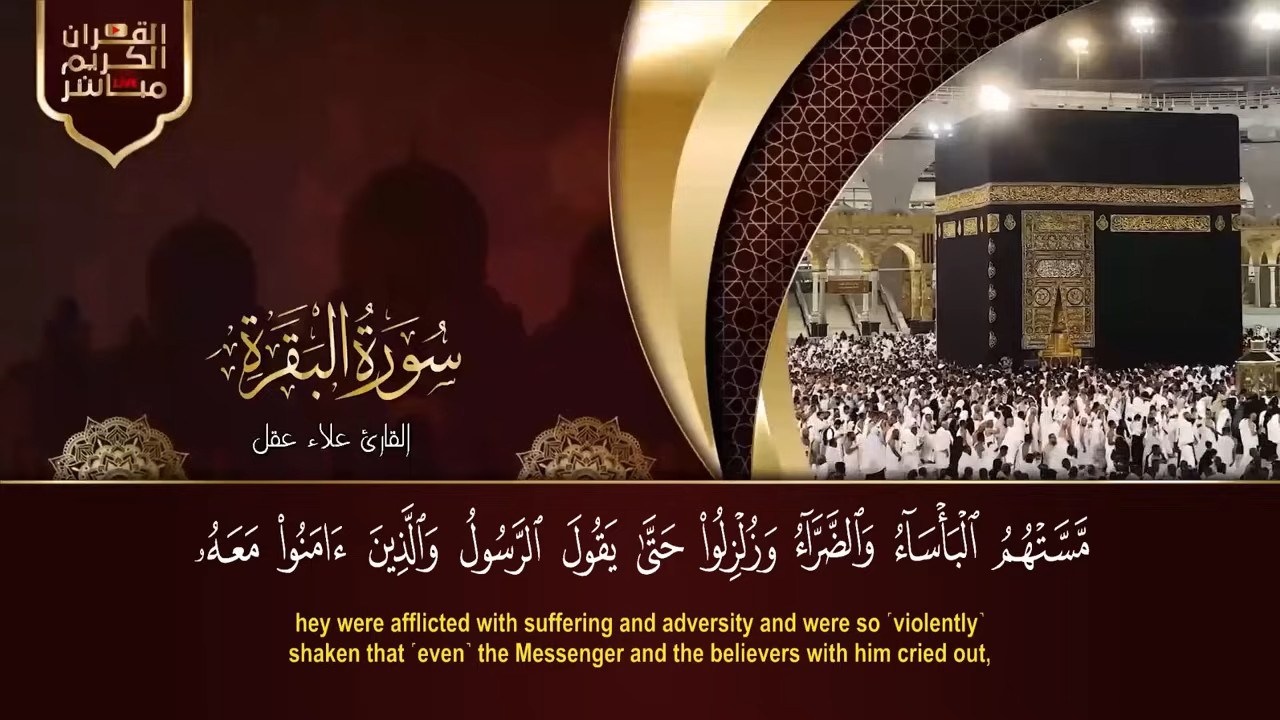 القرآن
الكريم
مباشر
LIVE
سُورَةُ البَقَرَةِ
القارئ علاء عقل
مَّسَّتْهُمُ ٱلْبَأْسَآءُ وَٱلضَّرَّآءُ وَزُلْزِلُوا۟ حَتَّىٰ يَقُولَ ٱلرَّسُولُ وَٱلَّذِينَ ءَامَنُوا۟ مَعَهُۥ
hey were afflicted with suffering and adversity and were so ˹violently˺
shaken that ˹even˺ the Messenger and the believers with him cried out,